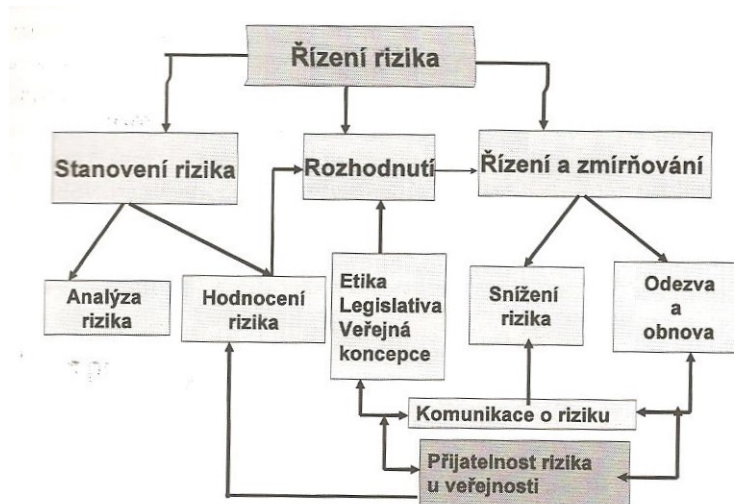 Řízení rizika
Stanovení rizika
Rozhodnutí
Řízení a zmírňování
Analýza
rizika
Hodnocení
rizika
Etika
Legislativa
Veřejná
koncepce
Snížení
rizika
Odezva
a
obnova
Komunikace o riziku
Přijatelnost rizika
u veřejnosti